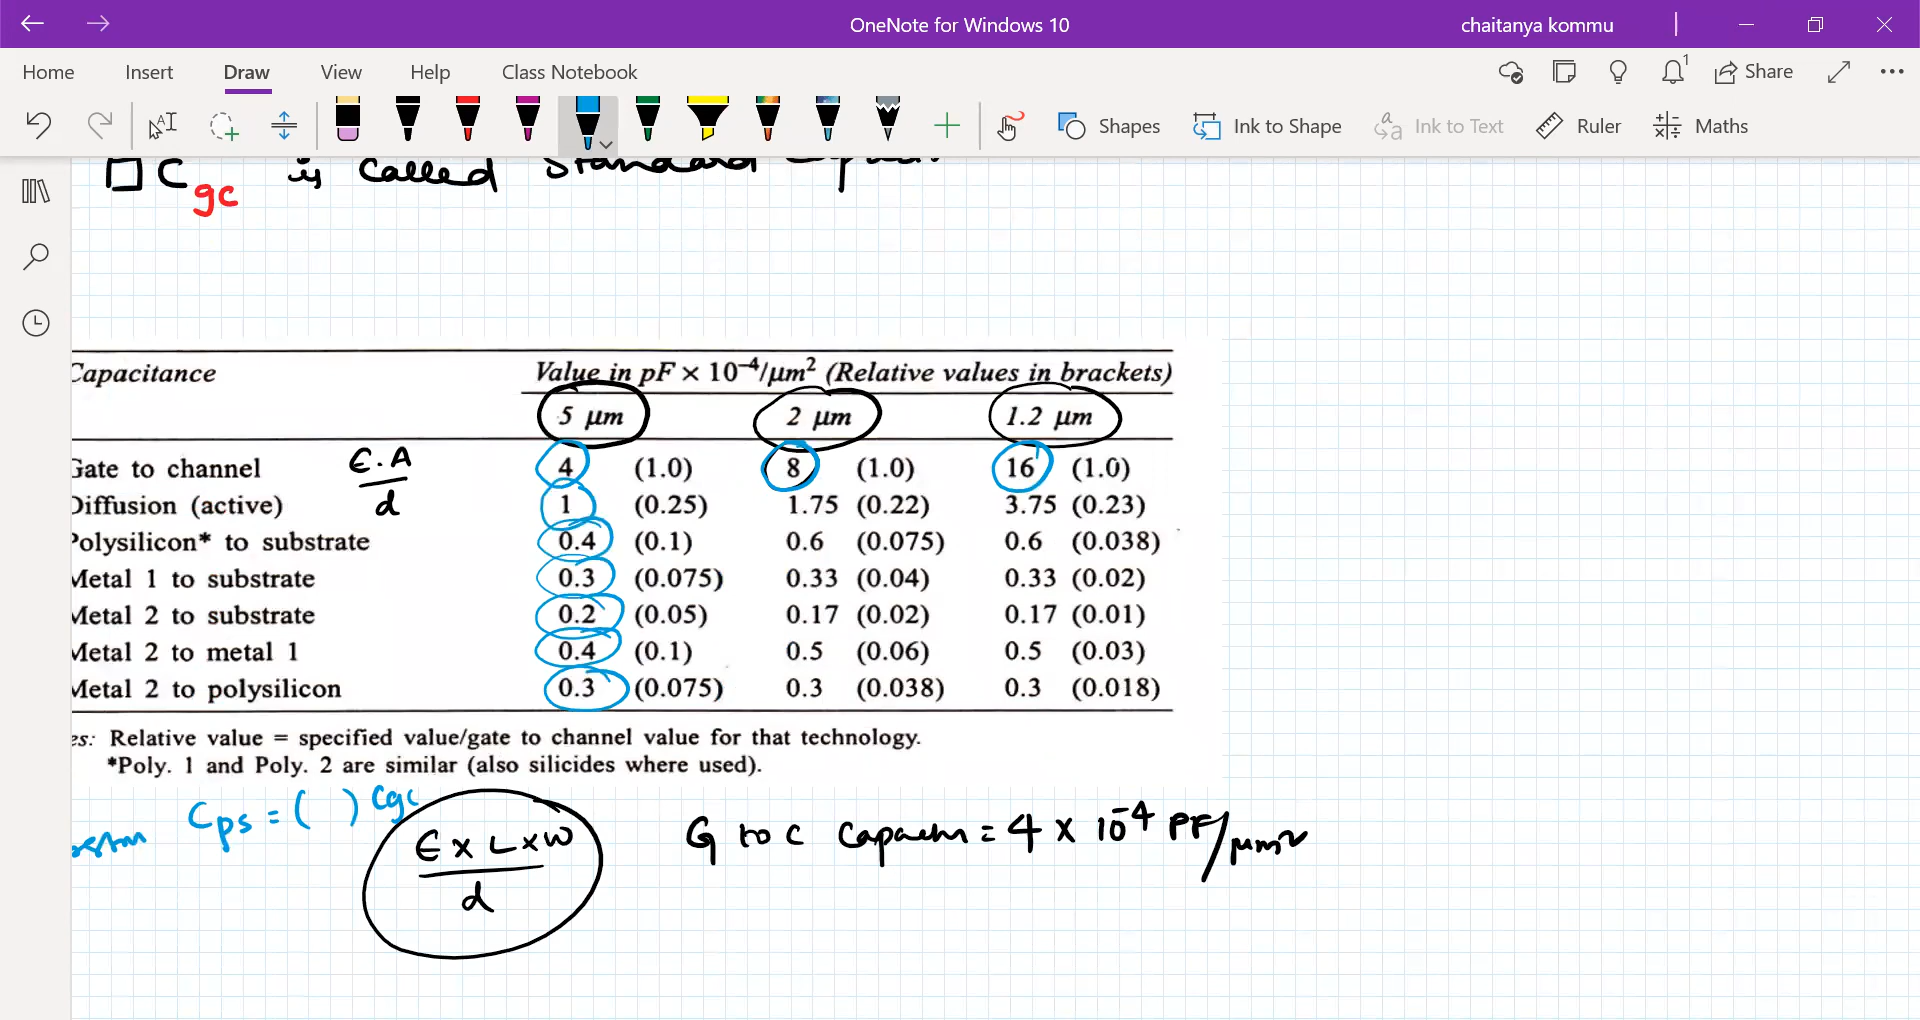 OneNote for Windows 10
chaitanya kommu
Home Insert Draw View Help Class Notebook
1 Share
Shapes Ink to Shape Ink to Text Ruler Maths
C gc is called Standard
Capacitance Value in pF × 10⁻⁴/μm² (Relative values in brackets)
5 μm 2 μm 1.2 μm
Gate to channel 4 (1.0) 8 (1.0) 16 (1.0)
ϵ.A
d
Diffusion (active) 1 (0.25) 1.75 (0.22) 3.75 (0.23)
Polysilicon* to substrate 0.4 (0.1) 0.6 (0.075) 0.6 (0.038)
Metal 1 to substrate 0.3 (0.075) 0.33 (0.04) 0.33 (0.02)
Metal 2 to substrate 0.2 (0.05) 0.17 (0.02) 0.17 (0.01)
Metal 2 to metal 1 0.4 (0.1) 0.5 (0.06) 0.5 (0.03)
Metal 2 to polysilicon 0.3 (0.075) 0.3 (0.038) 0.3 (0.018)
es: Relative value = specified value/gate to channel value for that technology.
*Poly. 1 and Poly. 2 are similar (also silicides where used).
Cps = ( ) Cgc
ϵ x L x W
d
G to C = 4 x 10⁻⁴ PF/μm²